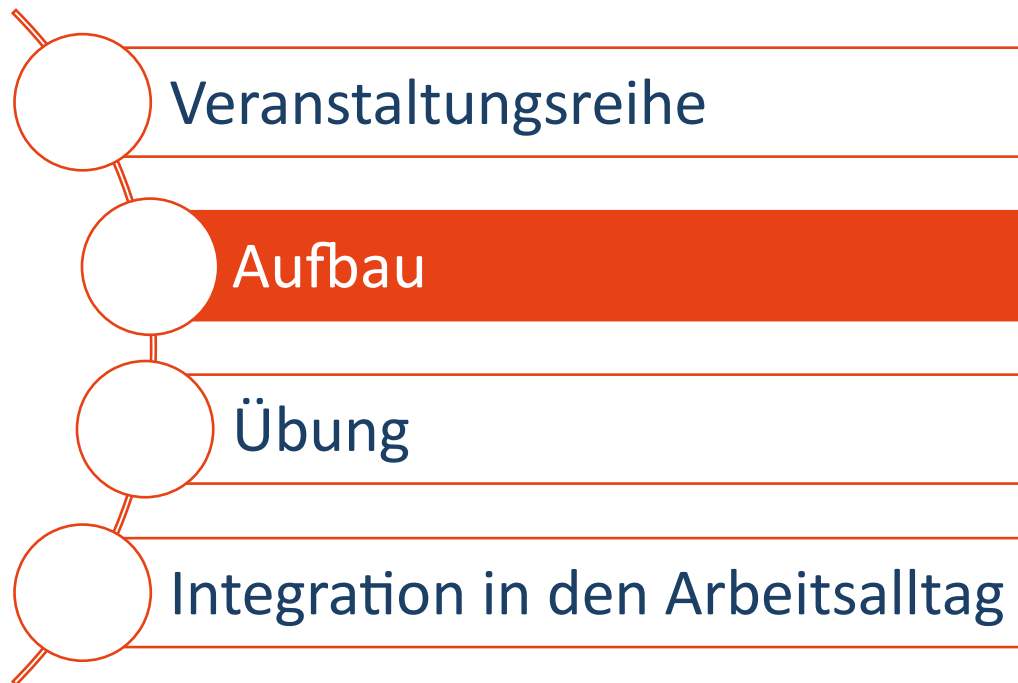 Veranstaltungsreihe
Aufbau
Übung
Integration in den Arbeitsalltag